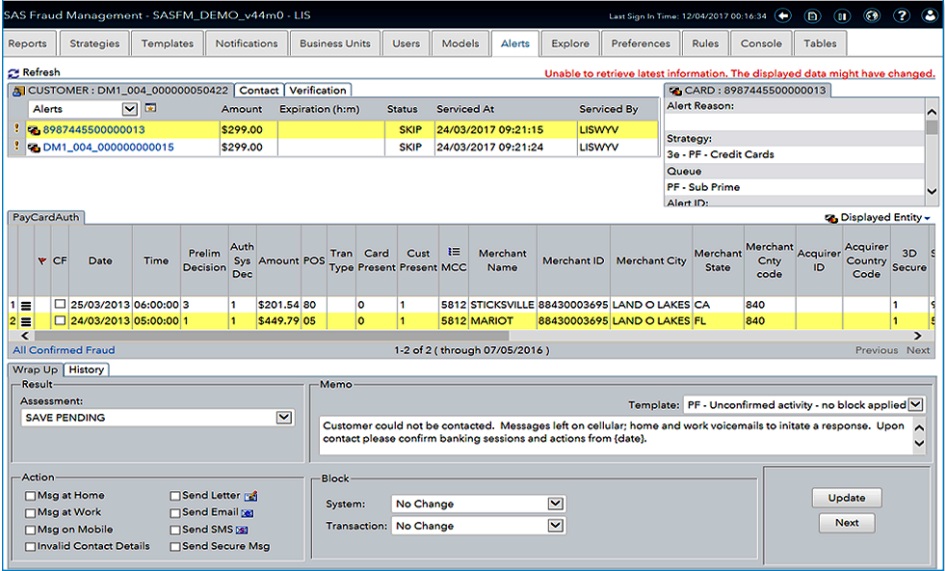 SAS Fraud Management - SASFM_DEMO_v44m0 - LIS Last Sign In Time: 12/04/2017 00:16:34
Reports Strategies Templates Notifications Business Units Users Models Alerts Explore Preferences Rules Console Tables
Refresh Unable to retrieve latest information. The displayed data might have changed.
CUSTOMER : DM1_004_000000050422 Contact Verification
Alerts Amount Expiration (h:m) Status Serviced At Serviced By
! 8987445500000013 $299.00 SKIP 24/03/2017 09:21:15 LISWYV
! DM1_004_000000000015 $299.00 SKIP 24/03/2017 09:21:24 LISWYV
CARD : 8987445500000013
Alert Reason:
Strategy:
3e - PF - Credit Cards
Queue
PF - Sub Prime
Alert ID:
PayCardAuth Displayed Entity
CF Date Time Prelim Decision Auth Sys Dec Amount POS Tran Type Card Present Cust Present MCC Merchant Name Merchant ID Merchant City Merchant State Merchant Cnty code Acquirer ID Acquirer Country Code 3D Secure S
1 25/03/2013 06:00:00 3 1 $201.54 80 0 1 5812 STICKSVILLE 88430003695 LAND O LAKES CA 840 1 9
2 24/03/2013 05:00:00 1 1 $449.79 05 0 1 5812 MARIOT 88430003695 LAND O LAKES FL 840 1 5
All Confirmed Fraud 1-2 of 2 ( through 07/05/2016 ) Previous Next
Wrap Up History
Result
Assessment:
SAVE PENDING
Memo
Template: PF - Unconfirmed activity - no block applied
Customer could not be contacted. Messages left on cellular; home and work voicemails to initate a response. Upon
contact please confirm banking sessions and actions from {date}.
Action
Msg at Home Send Letter
Msg at Work Send Email
Msg on Mobile Send SMS
Invalid Contact Details Send Secure Msg
Block
System: No Change
Transaction: No Change
Update
Next